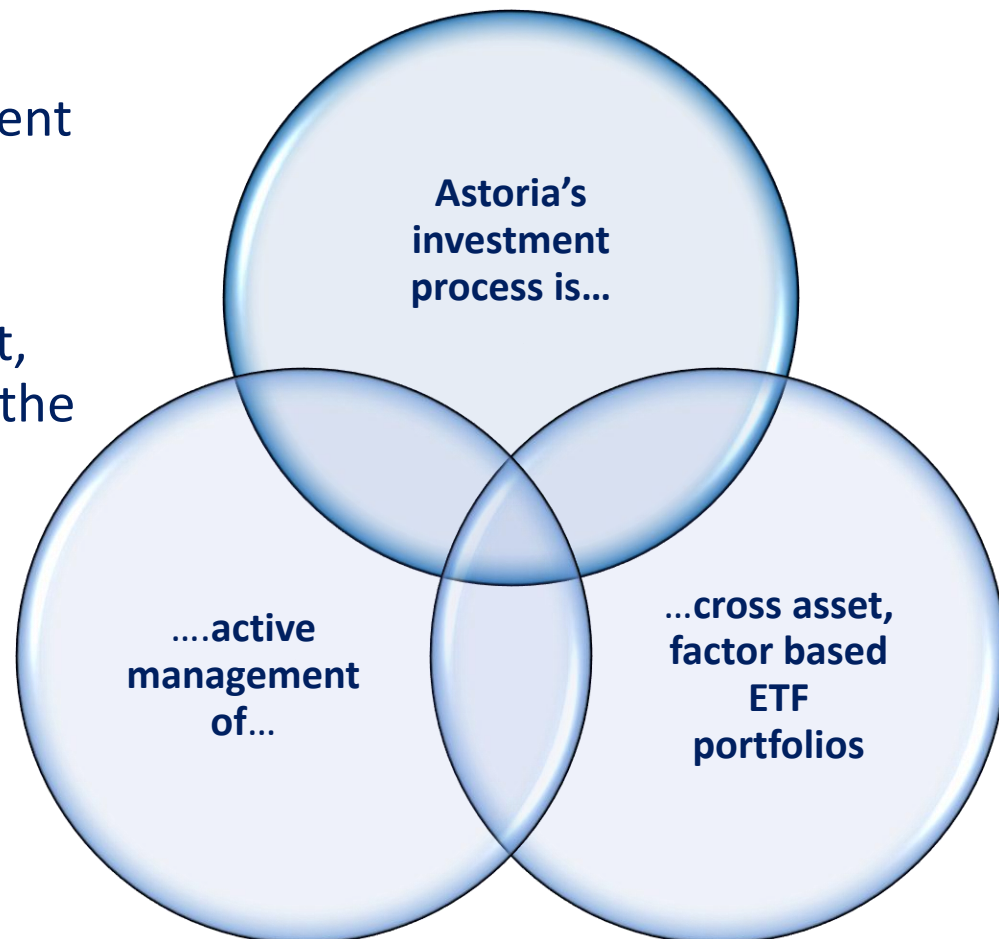 ent
t,
the
Astoria’s
investment
process is…
….active
management
of…
…cross asset,
factor based
ETF
portfolios